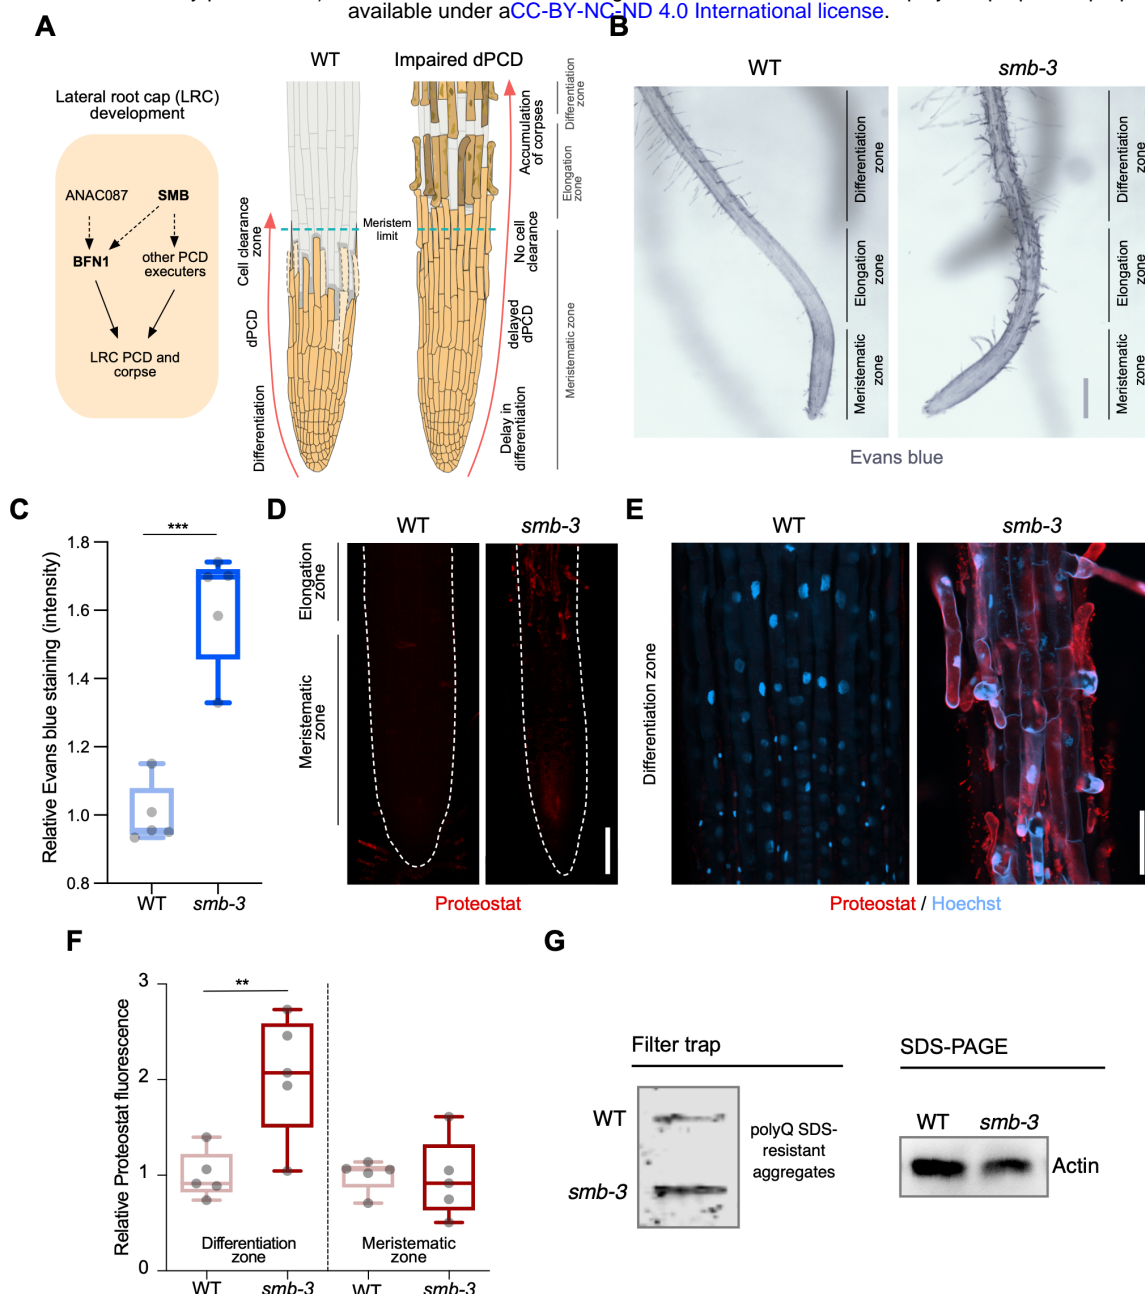 available under aCC-BY-NC-ND 4.0 International license.
A
Lateral root cap (LRC)
development
ANAC087
SMB
BFN1
other PCD
executers
LRC PCD and
corpse
WT
Impaired dPCD
Cell clearance
zone
dPCD
Differentiation
Meristem
limit
Accumulation
of corpses
No cell
clearance
delayed
dPCD
Delay in
differentiation
Differentiation
zone
Elongation
zone
Meristematic zone
B
WT
smb-3
Differentiation
zone
Elongation
zone
Meristematic
zone
Differentiation
zone
Elongation
zone
Meristematic
zone
Evans blue
C
Relative Evans blue staining (intensity)
***
1.8
1.6
1.4
1.2
1.0
0.8
WT
smb-3
D
WT
smb-3
Elongation
zone
Meristematic
zone
Proteostat
E
WT
smb-3
Differentiation zone
Proteostat / Hoechst
F
Relative Proteostat fluorescence
**
3
2
1
0
Differentiation
zone
Meristematic
zone
WT
smb-3
WT
smb-3
G
Filter trap
WT
smb-3
polyQ SDS-
resistant
aggregates
SDS-PAGE
WT
smb-3
Actin